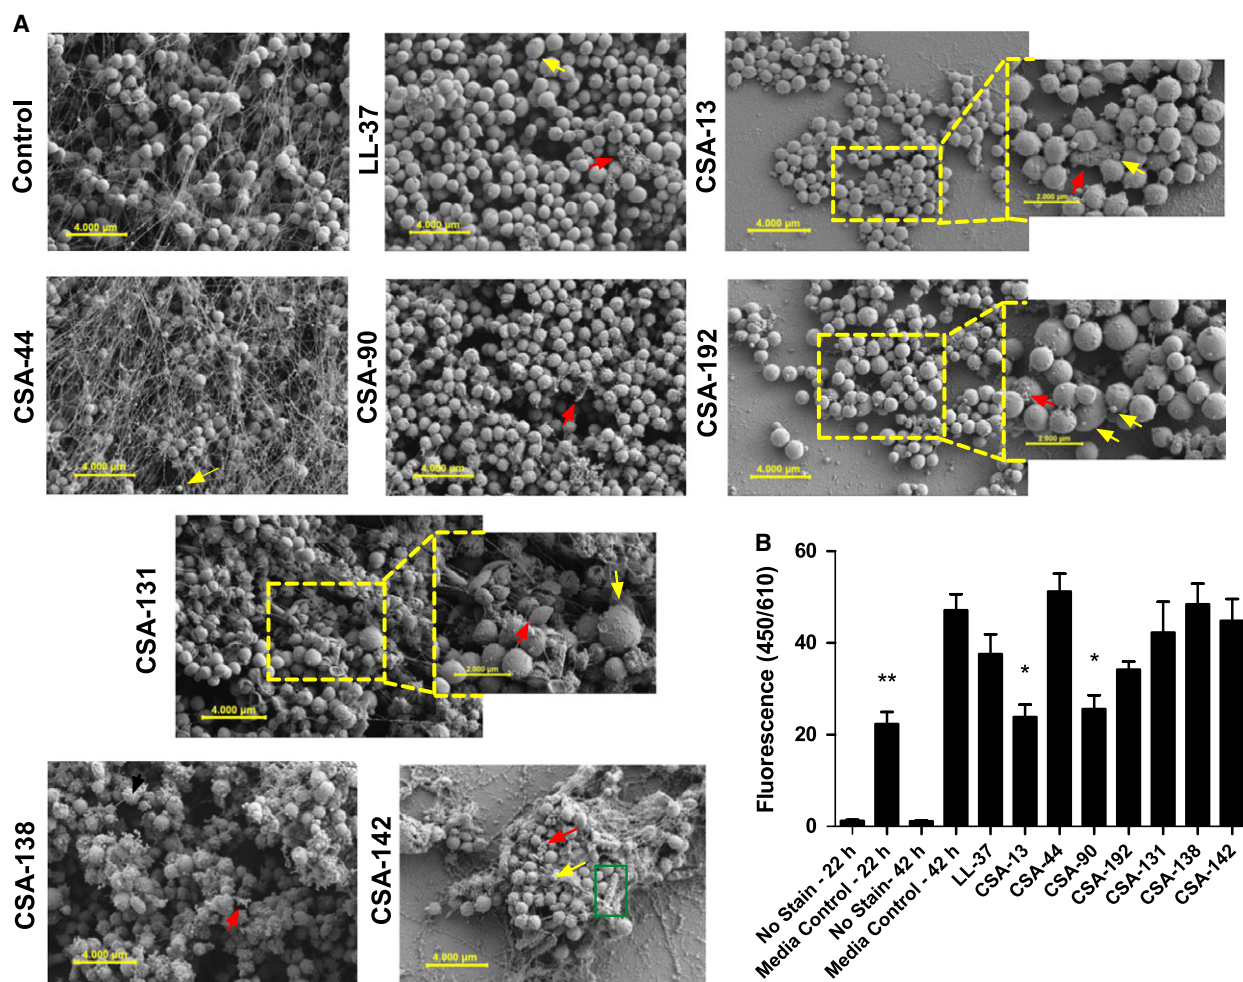 A
Control
4.000 µm
LL-37
4.000 µm
CSA-13
4.000 µm
2.000 µm
CSA-44
4.000 µm
CSA-90
4.000 µm
CSA-192
4.000 µm
2.000 µm
CSA-131
4.000 µm
2.000 µm
CSA-138
4.000 µm
CSA-142
4.000 µm
B
Fluorescence (450/610)
60
40
20
0
**
*
*
No Stain - 22 h
Media Control - 22 h
No Stain- 42 h
Media Control - 42 h
LL-37
CSA-13
CSA-44
CSA-90
CSA-192
CSA-131
CSA-138
CSA-142